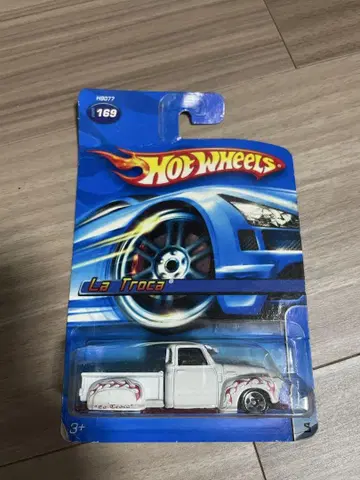 H8077
169
HOT WHEELS
La Troca
"La Troca"
3+